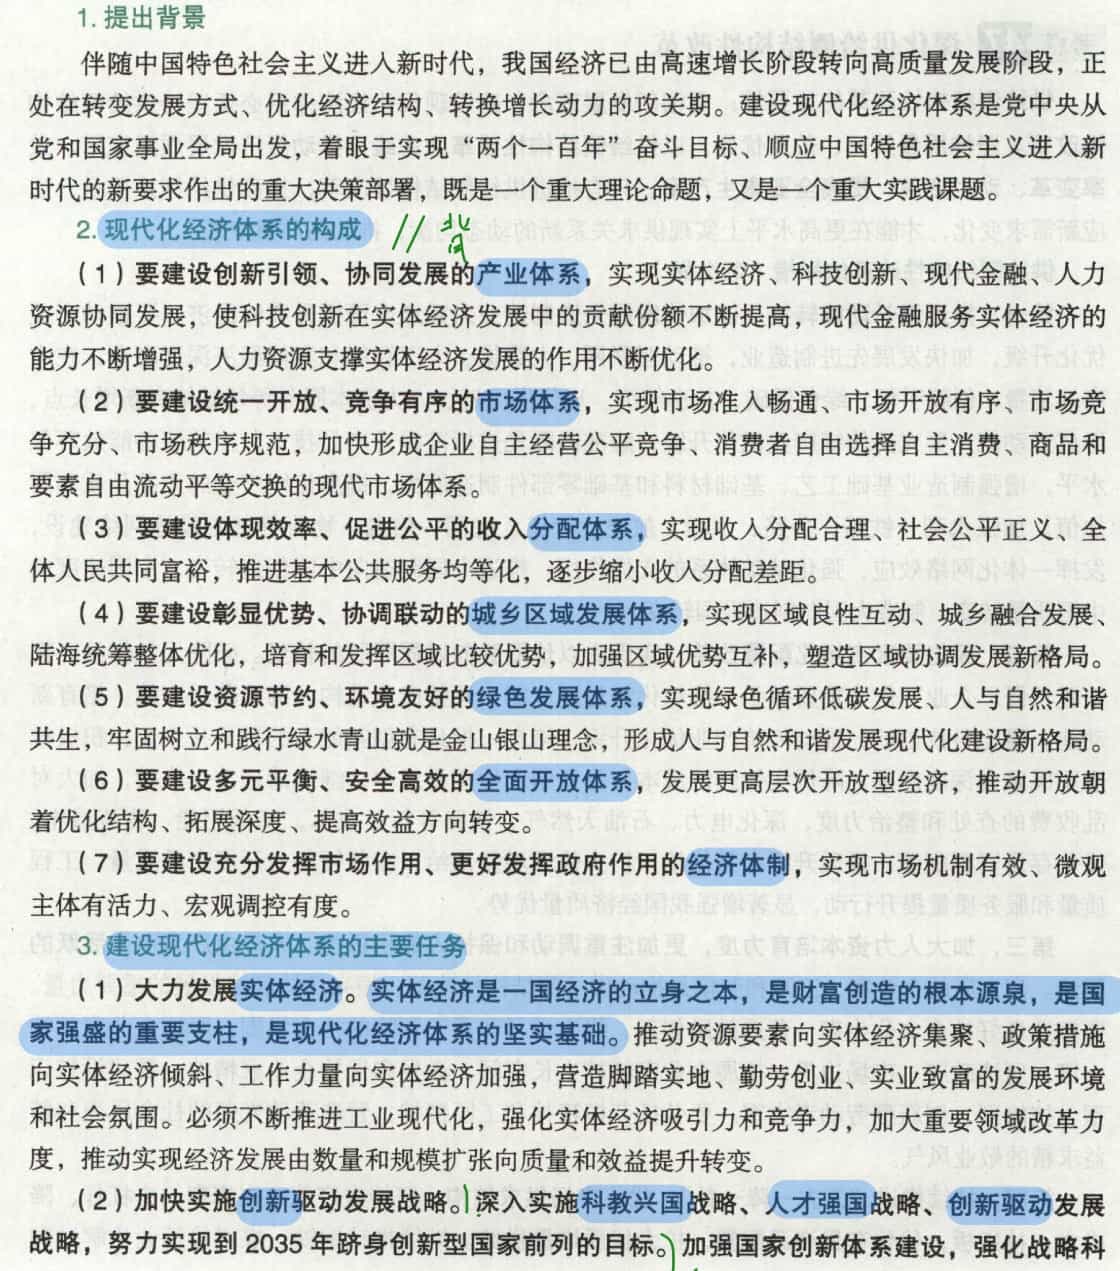 1. 提出背景
伴随中国特色社会主义进入新时代，我国经济已由高速增长阶段转向高质量发展阶段，正
处在转变发展方式、优化经济结构、转换增长动力的攻关期。建设现代化经济体系是党中央从
党和国家事业全局出发，着眼于实现“两个一百年”奋斗目标、顺应中国特色社会主义进入新
时代的新要求作出的重大决策部署，既是一个重大理论命题，又是一个重大实践课题。
2. 现代化经济体系的构成 // 背
（1）要建设创新引领、协同发展的产业体系，实现实体经济、科技创新、现代金融、人力
资源协同发展，使科技创新在实体经济发展中的贡献份额不断提高，现代金融服务实体经济的
能力不断增强，人力资源支撑实体经济发展的作用不断优化。
（2）要建设统一开放、竞争有序的市场体系，实现市场准入畅通、市场开放有序、市场竞
争充分、市场秩序规范，加快形成企业自主经营公平竞争、消费者自由选择自主消费、商品和
要素自由流动平等交换的现代市场体系。
（3）要建设体现效率、促进公平的收入分配体系，实现收入分配合理、社会公平正义、全
体人民共同富裕，推进基本公共服务均等化，逐步缩小收入分配差距。
（4）要建设彰显优势、协调联动的城乡区域发展体系，实现区域良性互动、城乡融合发展、
陆海统筹整体优化，培育和发挥区域比较优势，加强区域优势互补，塑造区域协调发展新格局。
（5）要建设资源节约、环境友好的绿色发展体系，实现绿色循环低碳发展、人与自然和谐
共生，牢固树立和践行绿水青山就是金山银山理念，形成人与自然和谐发展现代化建设新格局。
（6）要建设多元平衡、安全高效的全面开放体系，发展更高层次开放型经济，推动开放朝
着优化结构、拓展深度、提高效益方向转变。
（7）要建设充分发挥市场作用、更好发挥政府作用的经济体制，实现市场机制有效、微观
主体有活力、宏观调控有度。
3. 建设现代化经济体系的主要任务
（1）大力发展实体经济。实体经济是一国经济的立身之本，是财富创造的根本源泉，是国
家强盛的重要支柱，是现代化经济体系的坚实基础。推动资源要素向实体经济集聚、政策措施
向实体经济倾斜、工作力量向实体经济加强，营造脚踏实地、勤劳创业、实业致富的发展环境
和社会氛围。必须不断推进工业现代化，强化实体经济吸引力和竞争力，加大重要领域改革力
度，推动实现经济发展由数量和规模扩张向质量和效益提升转变。
（2）加快实施创新驱动发展战略。深入实施科教兴国战略、人才强国战略、创新驱动发展
战略，努力实现到 2035 年跻身创新型国家前列的目标。加强国家创新体系建设，强化战略科